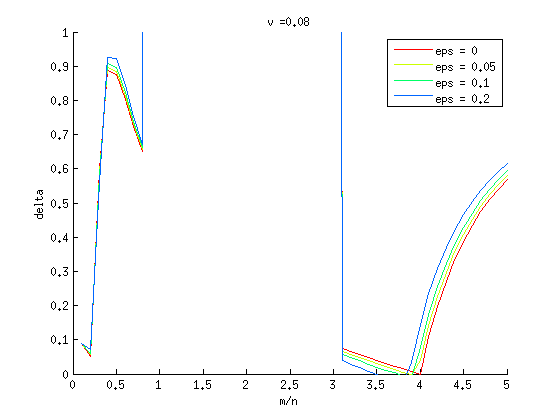 v =0.08
1
0.9
0.8
0.7
0.6
0.5
0.4
0.3
0.2
0.1
0
delta
eps = 0
eps = 0.05
eps = 0.1
eps = 0.2
0 0.5 1 1.5 2 2.5 3 3.5 4 4.5 5
m/n